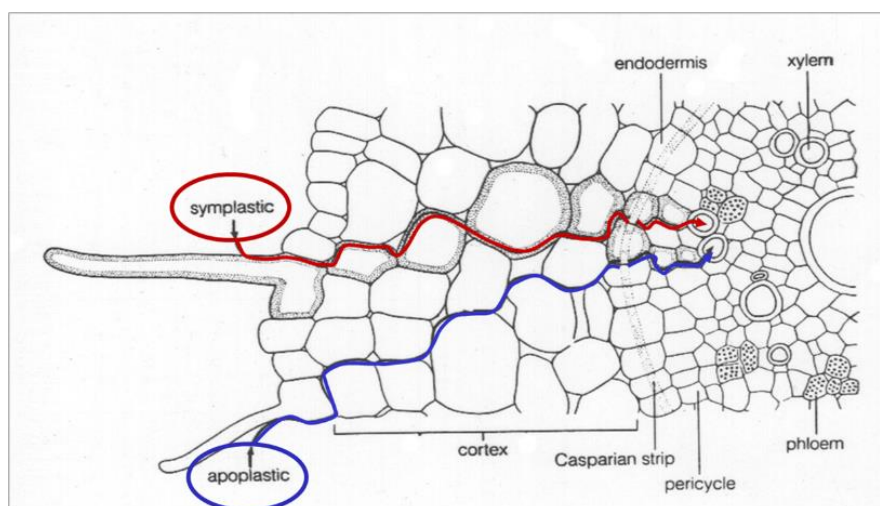 endodermis
xylem
symplastic
apoplastic
cortex
Casparian strip
pericycle
phloem